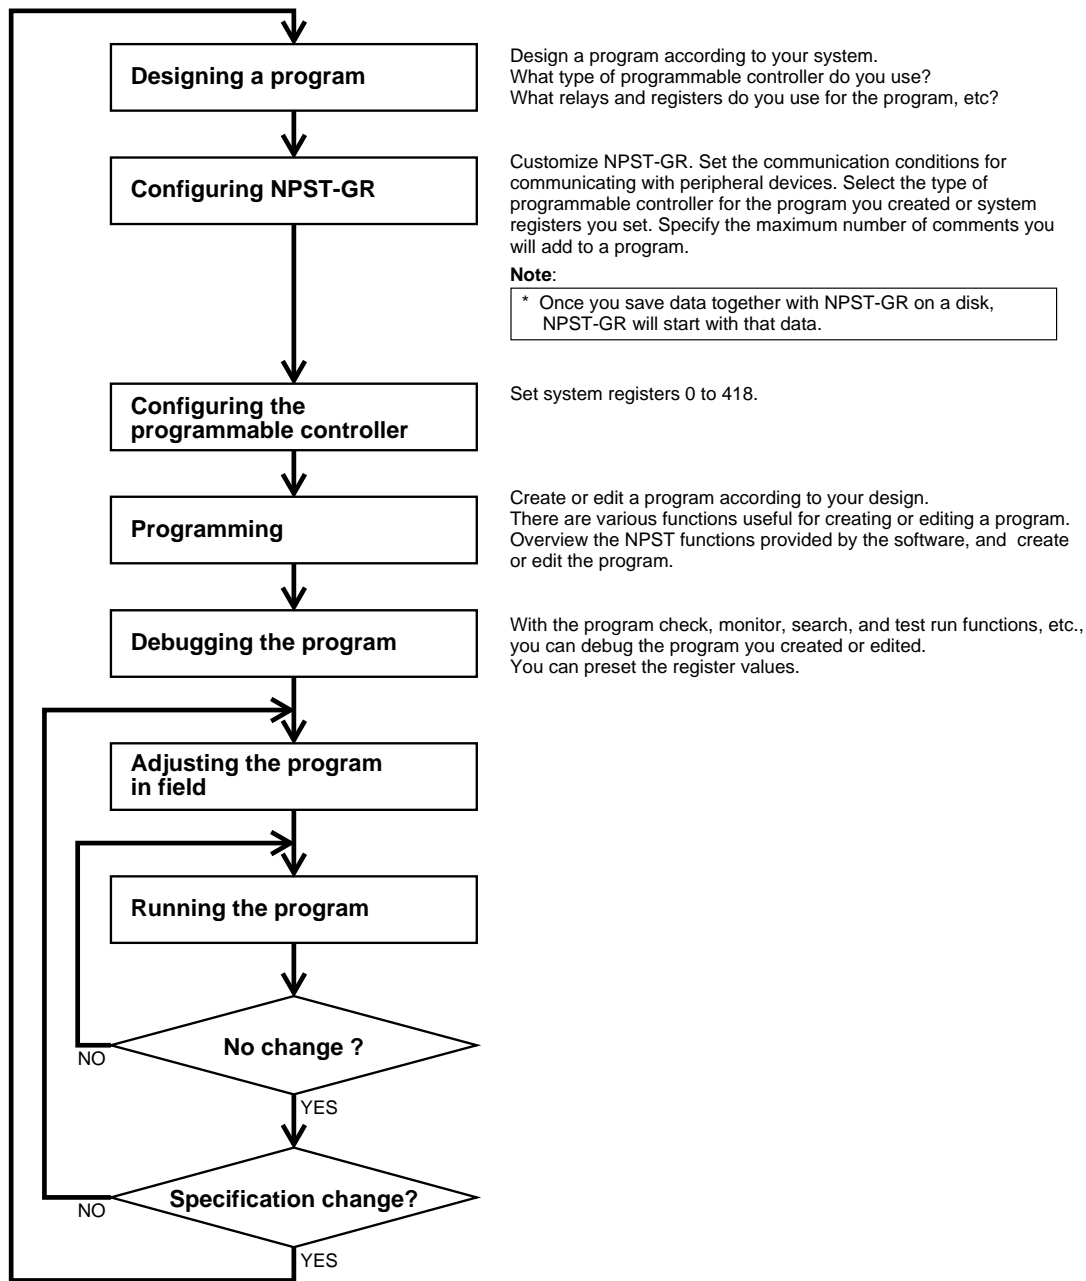 Designing a program
Design a program according to your system.
What type of programmable controller do you use?
What relays and registers do you use for the program, etc?
Configuring NPST-GR
Customize NPST-GR. Set the communication conditions for
communicating with peripheral devices. Select the type of
programmable controller for the program you created or system
registers you set. Specify the maximum number of comments you
will add to a program.
Note:
* Once you save data together with NPST-GR on a disk,
NPST-GR will start with that data.
Configuring the
programmable controller
Set system registers 0 to 418.
Programming
Create or edit a program according to your design.
There are various functions useful for creating or editing a program.
Overview the NPST functions provided by the software, and create
or edit the program.
Debugging the program
With the program check, monitor, search, and test run functions, etc.,
you can debug the program you created or edited.
You can preset the register values.
Adjusting the program
in field
Running the program
No change ?
NO
YES
Specification change?
NO
YES